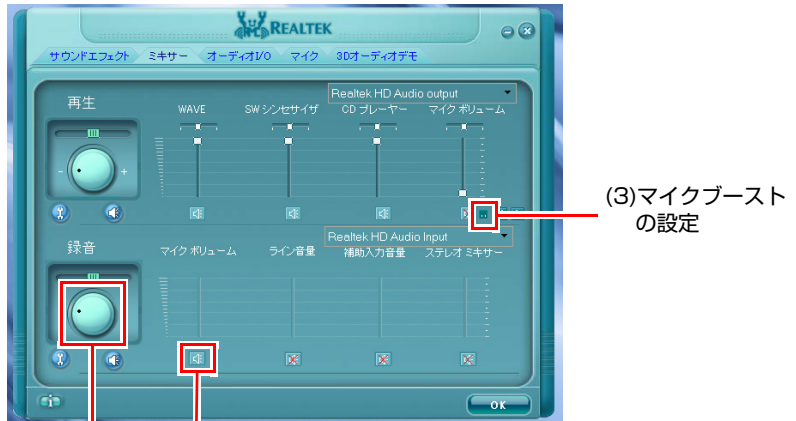 REALTEK
サウンドエフェクト ミキサー オーディオI/O マイク 3Dオーディオデモ
Realtek HD Audio output
再生
WAVE SW シンセサイザ CD プレーヤー マイク ボリューム
- +
(3)マイクブースト
の設定
Realtek HD Audio Input
録音
マイク ボリューム ライン音量 補助入力音量 ステレオ ミキサー
OK